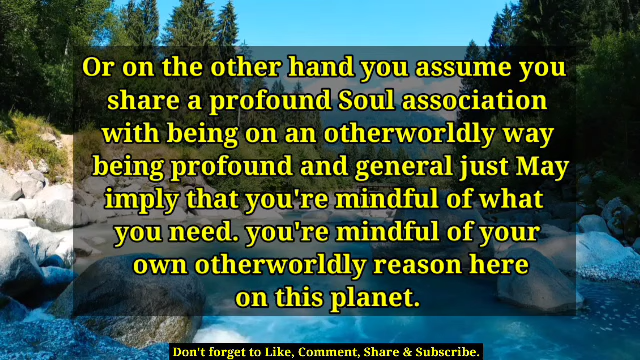 Or on the other hand you assume you
share a profound Soul association
with being on an otherworldly way
being profound and general just May
imply that you're mindful of what
you need. you're mindful of your
own otherworldly reason here
on this planet.
Don't forget to Like, Comment, Share & Subscribe.